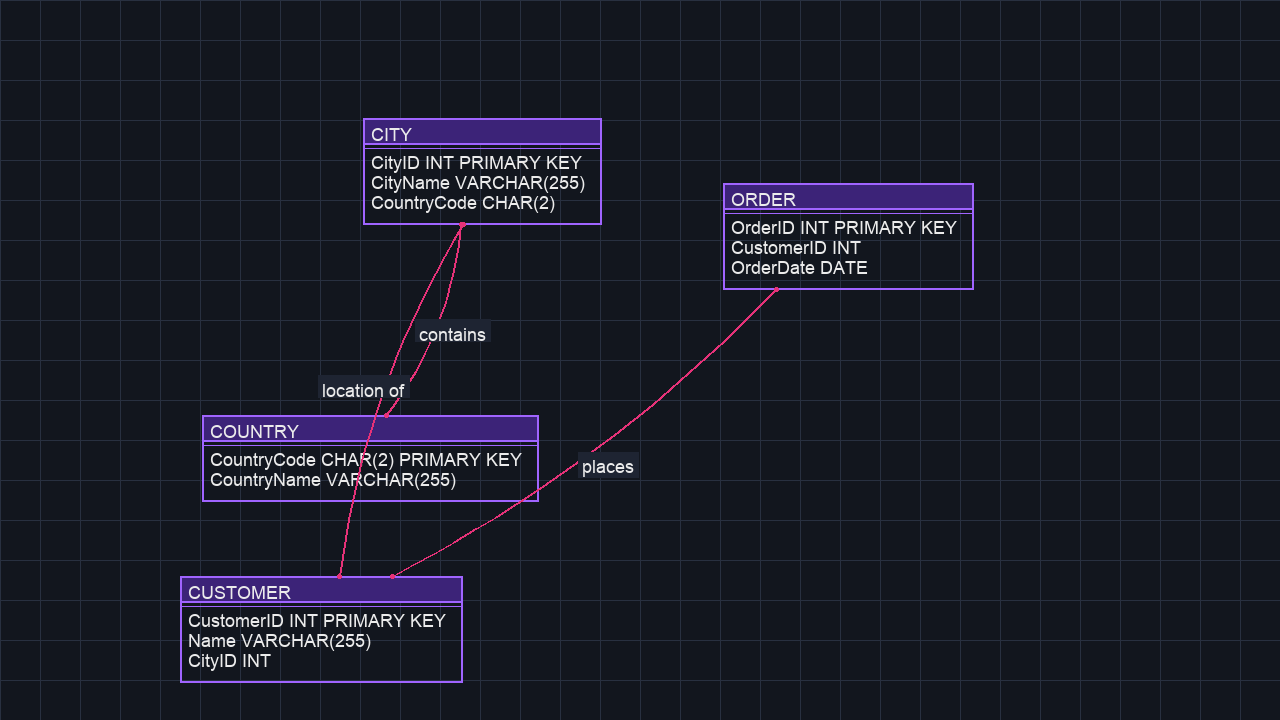 CITY
CityID INT PRIMARY KEY
CityName VARCHAR(255)
CountryCode CHAR(2)
ORDER
OrderID INT PRIMARY KEY
CustomerID INT
OrderDate DATE
contains
location of
COUNTRY
CountryCode CHAR(2) PRIMARY KEY
CountryName VARCHAR(255)
places
CUSTOMER
CustomerID INT PRIMARY KEY
Name VARCHAR(255)
CityID INT